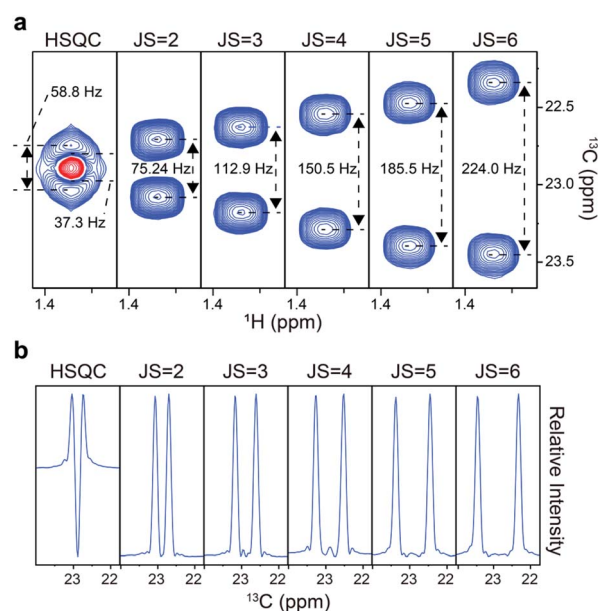 a
HSQC JS=2 JS=3 JS=4 JS=5 JS=6
58.8 Hz
37.3 Hz
75.24 Hz
112.9 Hz
150.5 Hz
185.5 Hz
224.0 Hz
22.5
23.0
23.5
¹³C (ppm)
1.4 1.4 1.4 1.4 1.4 1.4
¹H (ppm)
b
HSQC JS=2 JS=3 JS=4 JS=5 JS=6
Relative Intensity
23 22 23 22 23 22 23 22 23 22 23 22
¹³C (ppm)